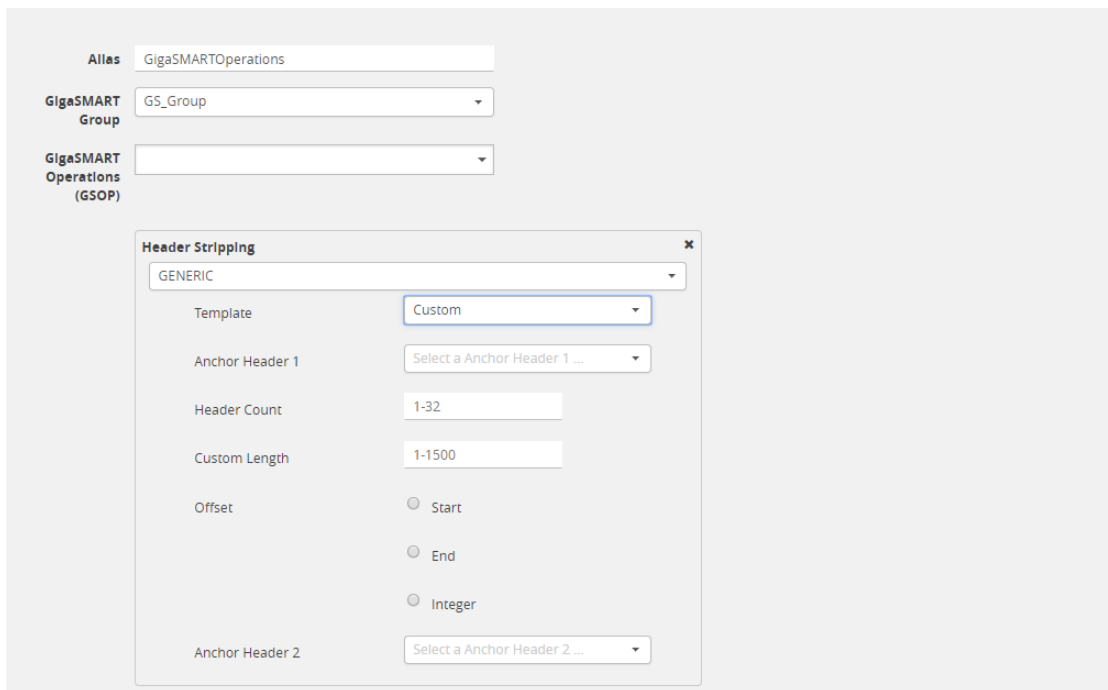 Alias GigaSMARTOperations
GigaSMART GS_Group
Group
GigaSMART
Operations
(GSOP)
Header Stripping ×
GENERIC
Template Custom
Anchor Header 1 Select a Anchor Header 1 ...
Header Count 1-32
Custom Length 1-1500
Offset Start
End
Integer
Anchor Header 2 Select a Anchor Header 2 ...